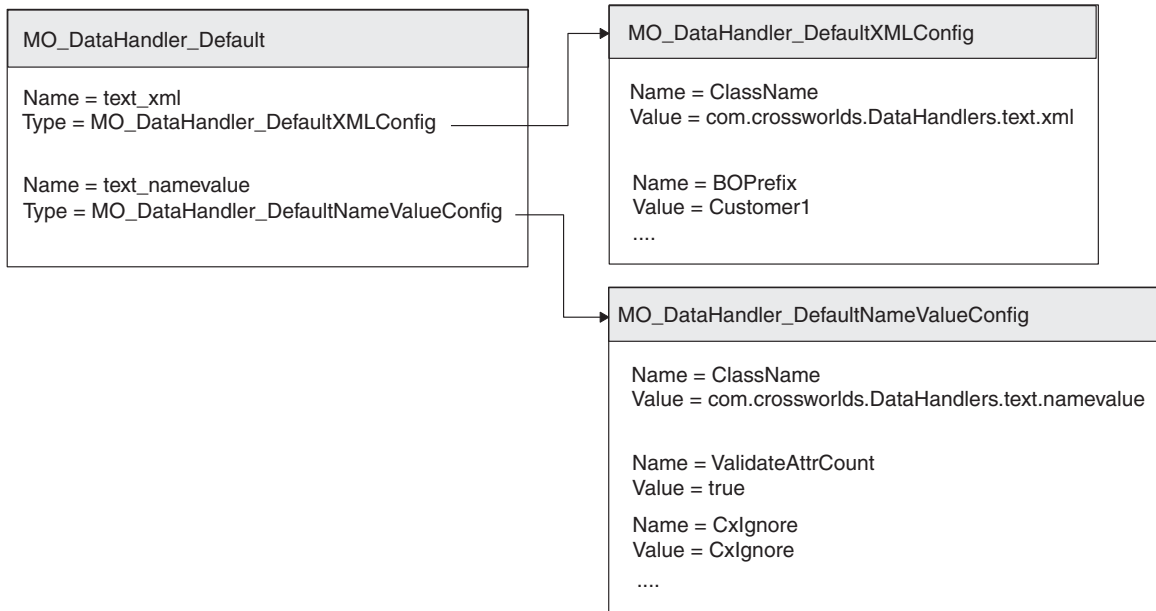 MO_DataHandler_Default
Name = text_xml
Type = MO_DataHandler_DefaultXMLConfig
Name = text_namevalue
Type = MO_DataHandler_DefaultNameValueConfig
MO_DataHandler_DefaultXMLConfig
Name = ClassName
Value = com.crossworlds.DataHandlers.text.xml
Name = BOPrefix
Value = Customer1
....
MO_DataHandler_DefaultNameValueConfig
Name = ClassName
Value = com.crossworlds.DataHandlers.text.namevalue
Name = ValidateAttrCount
Value = true
Name = CxIgnore
Value = CxIgnore
....